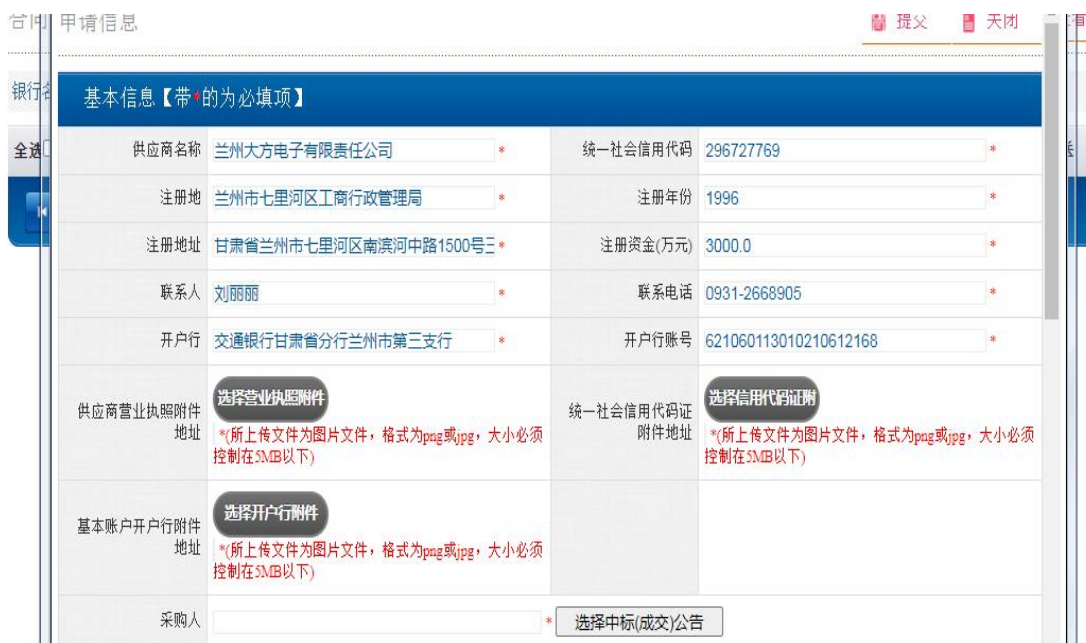 合同
申请信息
提交
关闭
银行名
基本信息【带*的为必填项】
全选
供应商名称 兰州大方电子有限责任公司 * 统一社会信用代码 296727769 *
注册地 兰州市七里河区工商行政管理局 * 注册年份 1996 *
注册地址 甘肃省兰州市七里河区南滨河中路1500号三 * 注册资金(万元) 3000.0 *
联系人 刘丽丽 * 联系电话 0931-2668905 *
开户行 交通银行甘肃省分行兰州市第三支行 * 开户行账号 621060113010210612168 *
供应商营业执照附件
地址
选择营业执照附件
*(所上传文件为图片文件，格式为png或jpg，大小必须
控制在5MB以下)
统一社会信用代码证
附件地址
选择信用代码证附
*(所上传文件为图片文件，格式为png或jpg，大小必须
控制在5MB以下)
基本账户开户行附件
地址
选择开户行附件
*(所上传文件为图片文件，格式为png或jpg，大小必须
控制在5MB以下)
采购人 * 选择中标(成交)公告